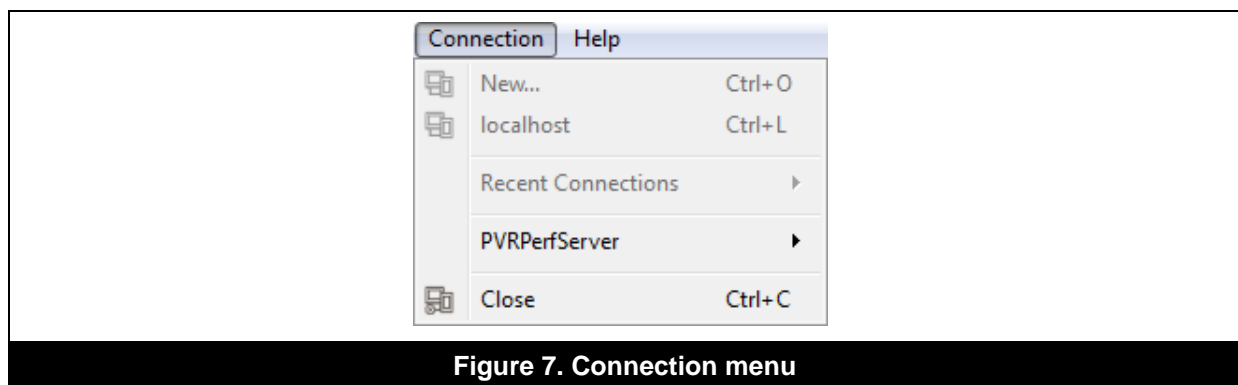 Connection Help
New... Ctrl+O
localhost Ctrl+L
Recent Connections
PVRPerfServer
Close Ctrl+C
Figure 7. Connection menu